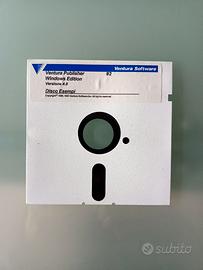 Ventura Software
Ventura Publisher #2
Windows Edition
Versione 4.0
Disco Esempi
subito